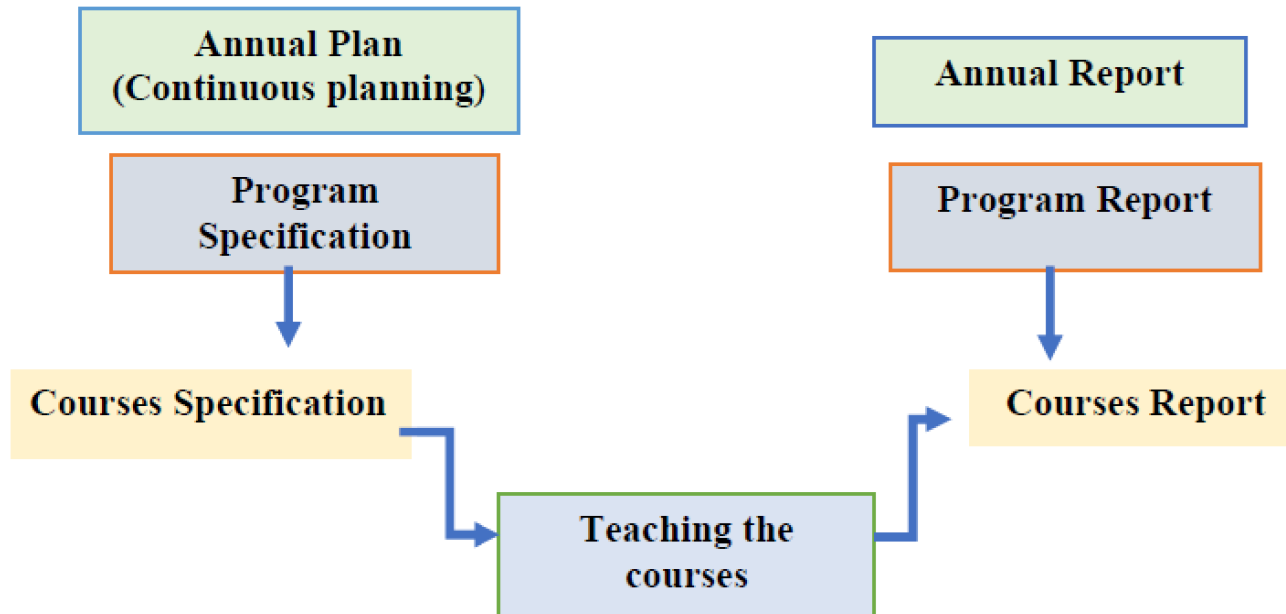 Annual Plan
(Continuous planning)
Annual Report
Program
Specification
Program Report
Courses Specification
Courses Report
Teaching the
courses